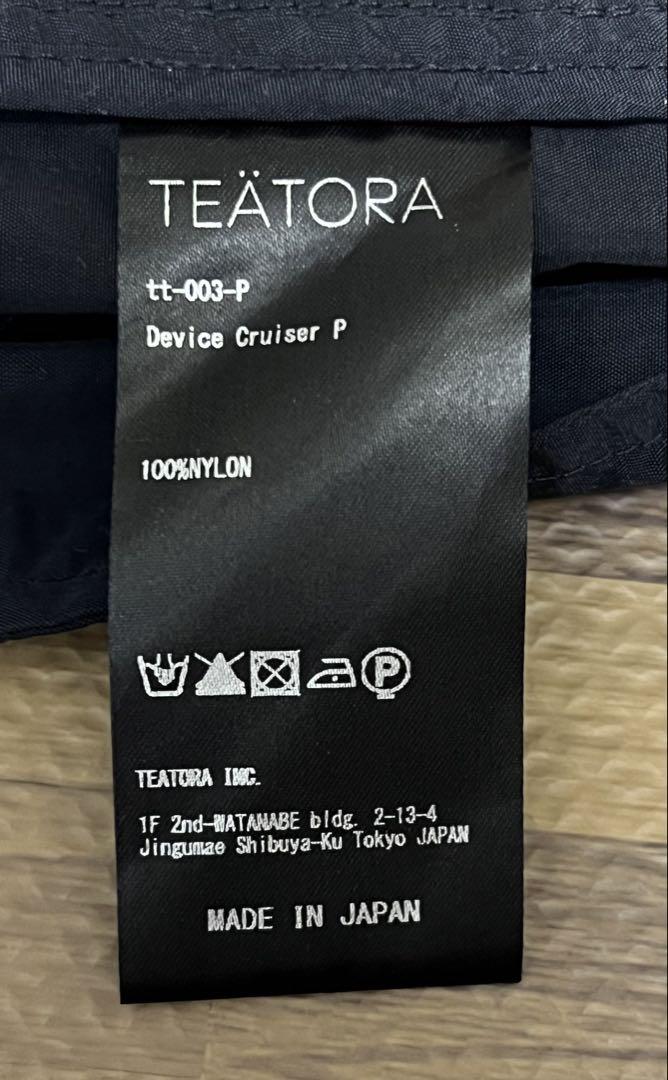 TEÄTORA
tt-003-P
Device Cruiser P
100%NYLON
P
TEATORA INC.
1F 2nd-WATANABE bldg. 2-13-4
Jingumae Shibuya-Ku Tokyo JAPAN
MADE IN JAPAN